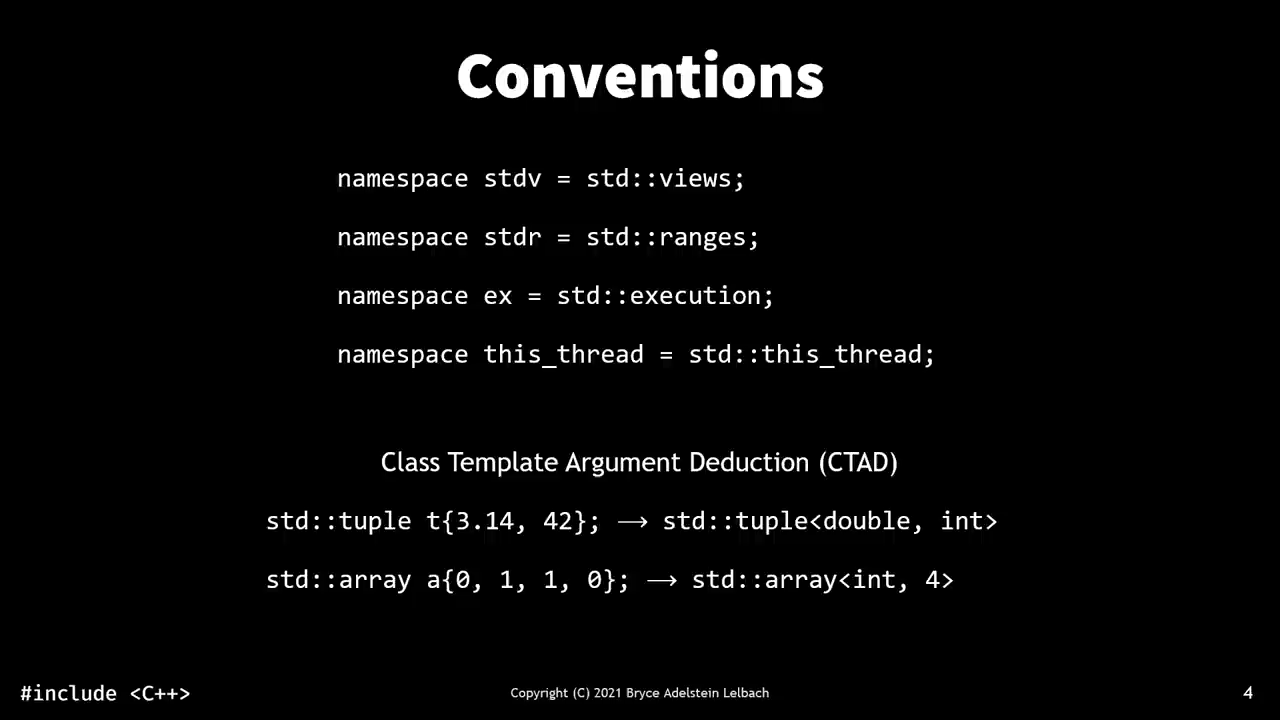 Conventions
namespace stdv = std::views;
namespace stdr = std::ranges;
namespace ex = std::execution;
namespace this_thread = std::this_thread;
Class Template Argument Deduction (CTAD)
std::tuple t{3.14, 42}; ⟶ std::tuple<double, int>
std::array a{0, 1, 1, 0}; ⟶ std::array<int, 4>
#include <C++>
Copyright (C) 2021 Bryce Adelstein Lelbach
4